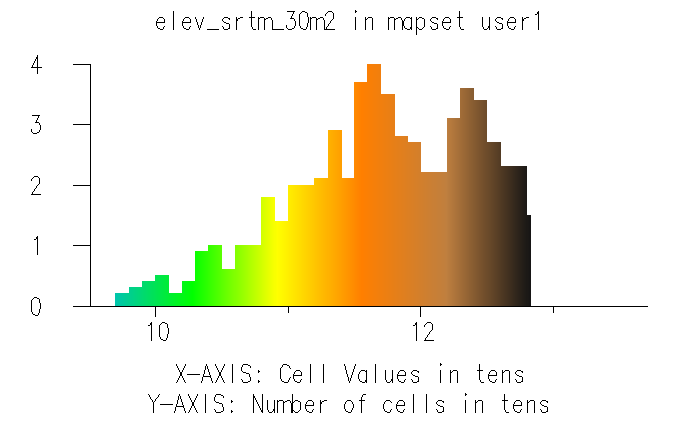 elev_srtm_30m2 in mapset user1
4
3
2
1
0
10 12
X-AXIS: Cell Values in tens
Y-AXIS: Number of cells in tens